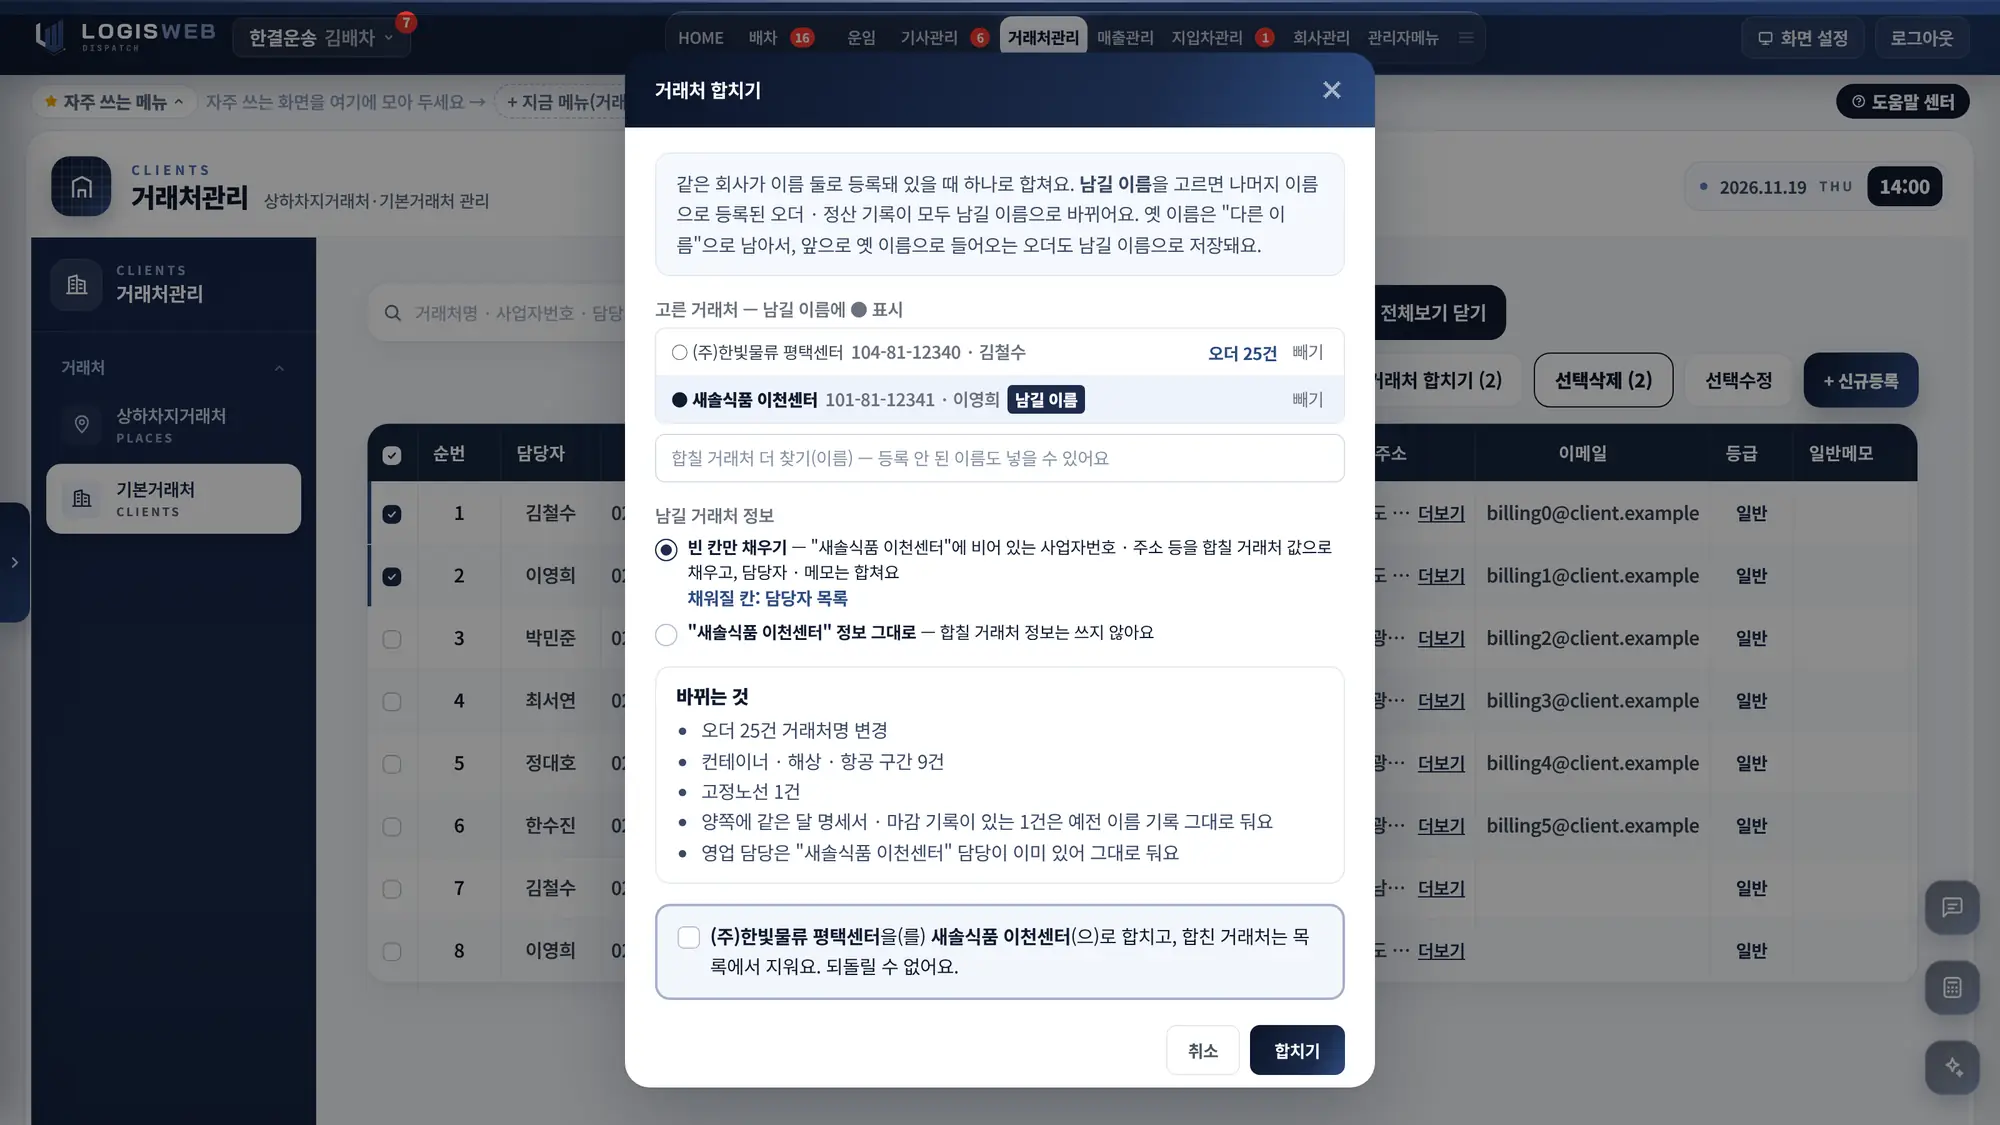 LOGISWEB
DISPATCH
한결운송 김배차
7
HOME
배차 16
운임
기사관리 6
거래처관리
매출관리
지입차관리 1
회사관리
관리자메뉴
화면 설정
로그아웃
자주 쓰는 메뉴
자주 쓰는 화면을 여기에 모아 두세요 →
+ 지금 메뉴(거래
도움말 센터
CLIENTS
거래처관리
상하차지거래처·기본거래처 관리
2026.11.19 THU 14:00
CLIENTS
거래처관리
거래처
상하차지거래처
PLACES
기본거래처
CLIENTS
거래처명 · 사업자번호 · 담당
전체보기 닫기
거래처 합치기 (2)
선택삭제 (2)
선택수정
+ 신규등록
순번 담당자 주소 이메일 등급 일반메모
1 김철수 도 ··· 더보기 billing0@client.example 일반
2 이영희 도 ··· 더보기 billing1@client.example 일반
3 박민준 광··· 더보기 billing2@client.example 일반
4 최서연 광··· 더보기 billing3@client.example 일반
5 정대호 광··· 더보기 billing4@client.example 일반
6 한수진 광··· 더보기 billing5@client.example 일반
7 김철수 남··· 더보기 일반
8 이영희 도 ··· 더보기 일반
거래처 합치기
같은 회사가 이름 둘로 등록돼 있을 때 하나로 합쳐요. 남길 이름을 고르면 나머지 이름
으로 등록된 오더 · 정산 기록이 모두 남길 이름으로 바뀌어요. 옛 이름은 "다른 이
름"으로 남아서, 앞으로 옛 이름으로 들어오는 오더도 남길 이름으로 저장돼요.
고른 거래처 — 남길 이름에 ● 표시
○ (주)한빛물류 평택센터 104-81-12340 · 김철수 오더 25건 빼기
● 새솔식품 이천센터 101-81-12341 · 이영희 남길 이름 빼기
합칠 거래처 더 찾기(이름) — 등록 안 된 이름도 넣을 수 있어요
남길 거래처 정보
빈 칸만 채우기 — "새솔식품 이천센터"에 비어 있는 사업자번호 · 주소 등을 합칠 거래처 값으로
채우고, 담당자 · 메모는 합쳐요
채워질 칸: 담당자 목록
"새솔식품 이천센터" 정보 그대로 — 합칠 거래처 정보는 쓰지 않아요
바뀌는 것
• 오더 25건 거래처명 변경
• 컨테이너 · 해상 · 항공 구간 9건
• 고정노선 1건
• 양쪽에 같은 달 명세서 · 마감 기록이 있는 1건은 예전 이름 기록 그대로 둬요
• 영업 담당은 "새솔식품 이천센터" 담당이 이미 있어 그대로 둬요
(주)한빛물류 평택센터을(를) 새솔식품 이천센터(으)로 합치고, 합친 거래처는 목
록에서 지워요. 되돌릴 수 없어요.
취소
합치기